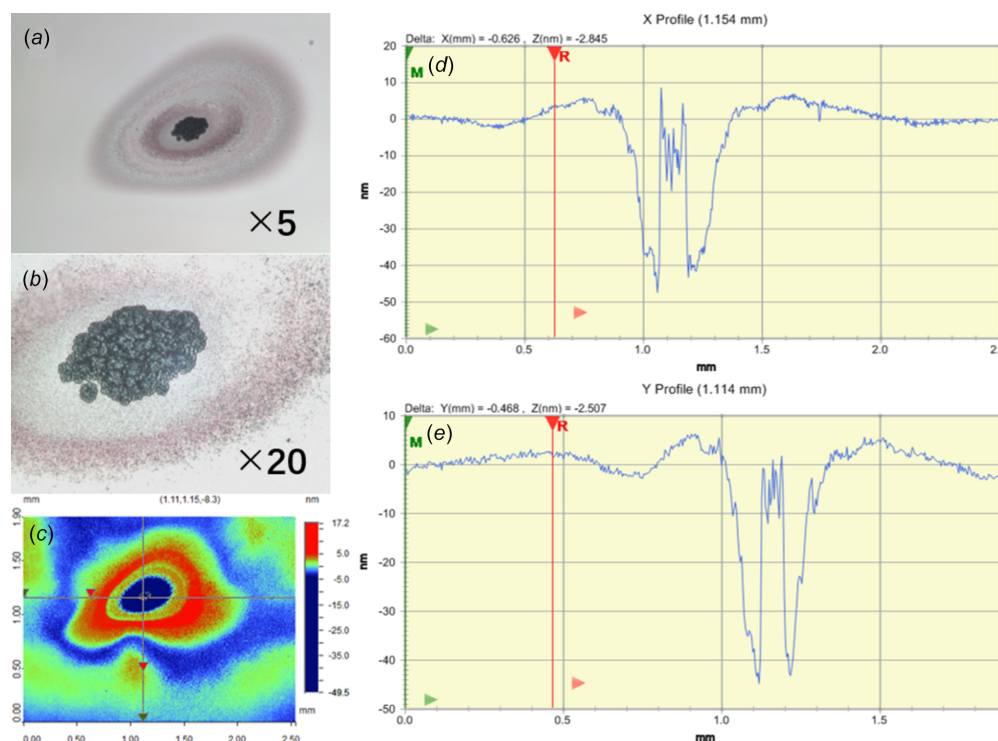 (a)
×5
(b)
×20
mm (1.11,1.15,-8.3) nm
(c)
1.90
1.50
1.00
0.50
0.00
0.00 0.50 1.00 1.50 2.00 2.50
17.2
5.0
-5.0
-15.0
-25.0
-35.0
-49.5
mm
X Profile (1.154 mm)
Delta: X(mm) = -0.626 , Z(nm) = -2.845
(d)
M
R
20
10
0
-10
-20
-30
-40
-50
-60
nm
0.0 0.5 1.0 1.5 2.0 2.5
mm
Y Profile (1.114 mm)
Delta: Y(mm) = -0.468 , Z(nm) = -2.507
(e)
M
R
10
0
-10
-20
-30
-40
-50
nm
0.0 0.5 1.0 1.5
mm